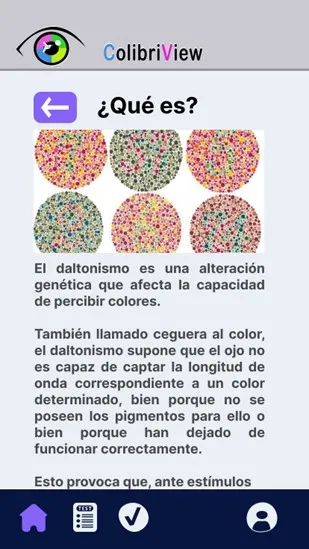 ColibriView
¿Qué es?
El daltonismo es una alteración
genética que afecta la capacidad
de percibir colores.
También llamado ceguera al color,
el daltonismo supone que el ojo no
es capaz de captar la longitud de
onda correspondiente a un color
determinado, bien porque no se
poseen los pigmentos para ello o
bien porque han dejado de
funcionar correctamente.
Esto provoca que, ante estímulos
TEST